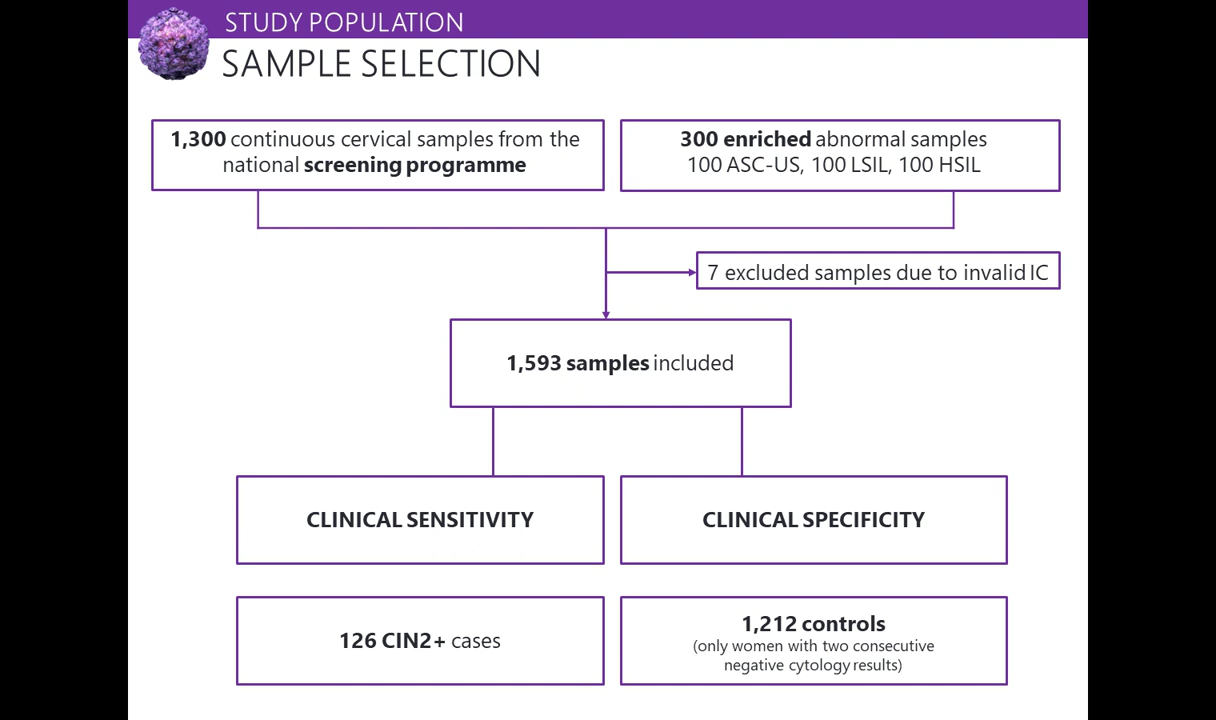 STUDY POPULATION
SAMPLE SELECTION
1,300 continuous cervical samples from the
national screening programme
300 enriched abnormal samples
100 ASC-US, 100 LSIL, 100 HSIL
7 excluded samples due to invalid IC
1,593 samples included
CLINICAL SENSITIVITY
CLINICAL SPECIFICITY
126 CIN2+ cases
1,212 controls
(only women with two consecutive
negative cytology results)